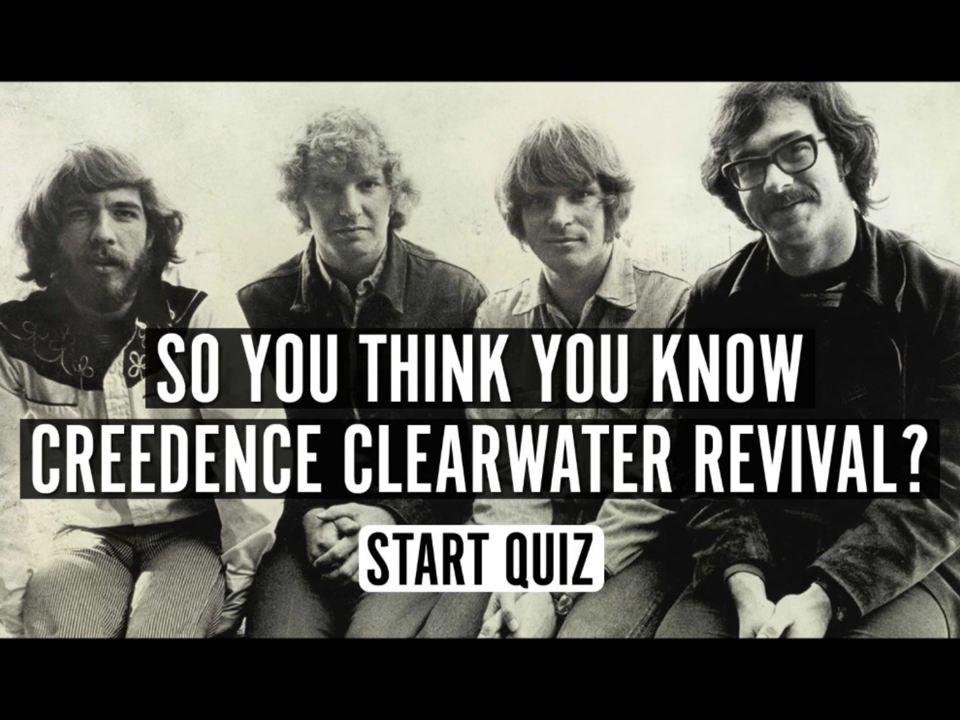 SO YOU THINK YOU KNOW
CREEDENCE CLEARWATER REVIVAL?
START QUIZ